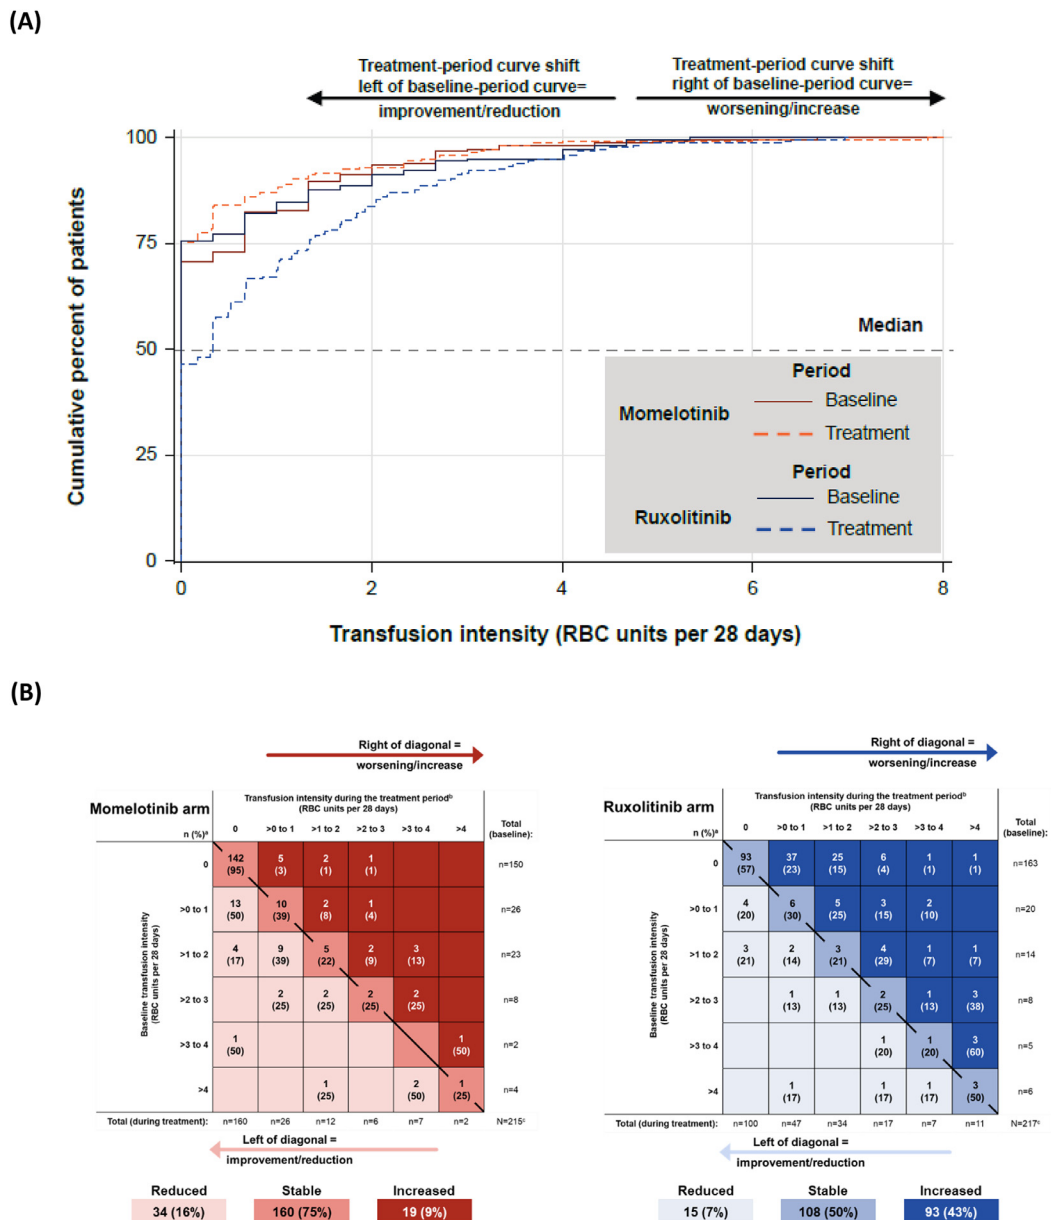 (A)
Treatment-period curve shift
left of baseline-period curve=
improvement/reduction
Treatment-period curve shift
right of baseline-period curve=
worsening/increase
Cumulative percent of patients
100
75
50
25
0
Median
Period
Momelotinib
Baseline
Treatment
Period
Ruxolitinib
Baseline
Treatment
0 2 4 6 8
Transfusion intensity (RBC units per 28 days)
(B)
Right of diagonal =
worsening/increase
Momelotinib arm
Transfusion intensity during the treatment periodᵇ
(RBC units per 28 days)
n (%)ᵃ 0 >0 to 1 >1 to 2 >2 to 3 >3 to 4 >4
Total
(baseline):
Baseline transfusion intensity
(RBC units per 28 days)
0 142 5 2 1 n=150
(95) (3) (1) (1)
>0 to 1 13 10 2 1 n=26
(50) (39) (8) (4)
>1 to 2 4 9 5 2 3 n=23
(17) (39) (22) (9) (13)
>2 to 3 2 2 2 2 n=8
(25) (25) (25) (25)
>3 to 4 1 1 n=2
(50) (50)
>4 1 2 1 n=4
(25) (50) (25)
Total (during treatment): n=160 n=26 n=12 n=6 n=7 n=2 N=215ᶜ
Left of diagonal =
improvement/reduction
Reduced Stable Increased
34 (16%) 160 (75%) 19 (9%)
Right of diagonal =
worsening/increase
Ruxolitinib arm
Transfusion intensity during the treatment periodᵇ
(RBC units per 28 days)
n (%)ᵃ 0 >0 to 1 >1 to 2 >2 to 3 >3 to 4 >4
Total
(baseline):
Baseline transfusion intensity
(RBC units per 28 days)
0 93 37 25 6 1 1 n=163
(57) (23) (15) (4) (1) (1)
>0 to 1 4 6 5 3 2 n=20
(20) (30) (25) (15) (10)
>1 to 2 3 2 3 4 1 1 n=14
(21) (14) (21) (29) (7) (7)
>2 to 3 1 1 2 1 3 n=8
(13) (13) (25) (13) (38)
>3 to 4 1 1 3 n=5
(20) (20) (60)
>4 1 1 1 3 n=6
(17) (17) (17) (50)
Total (during treatment): n=100 n=47 n=34 n=17 n=7 n=11 N=217ᶜ
Left of diagonal =
improvement/reduction
Reduced Stable Increased
15 (7%) 108 (50%) 93 (43%)